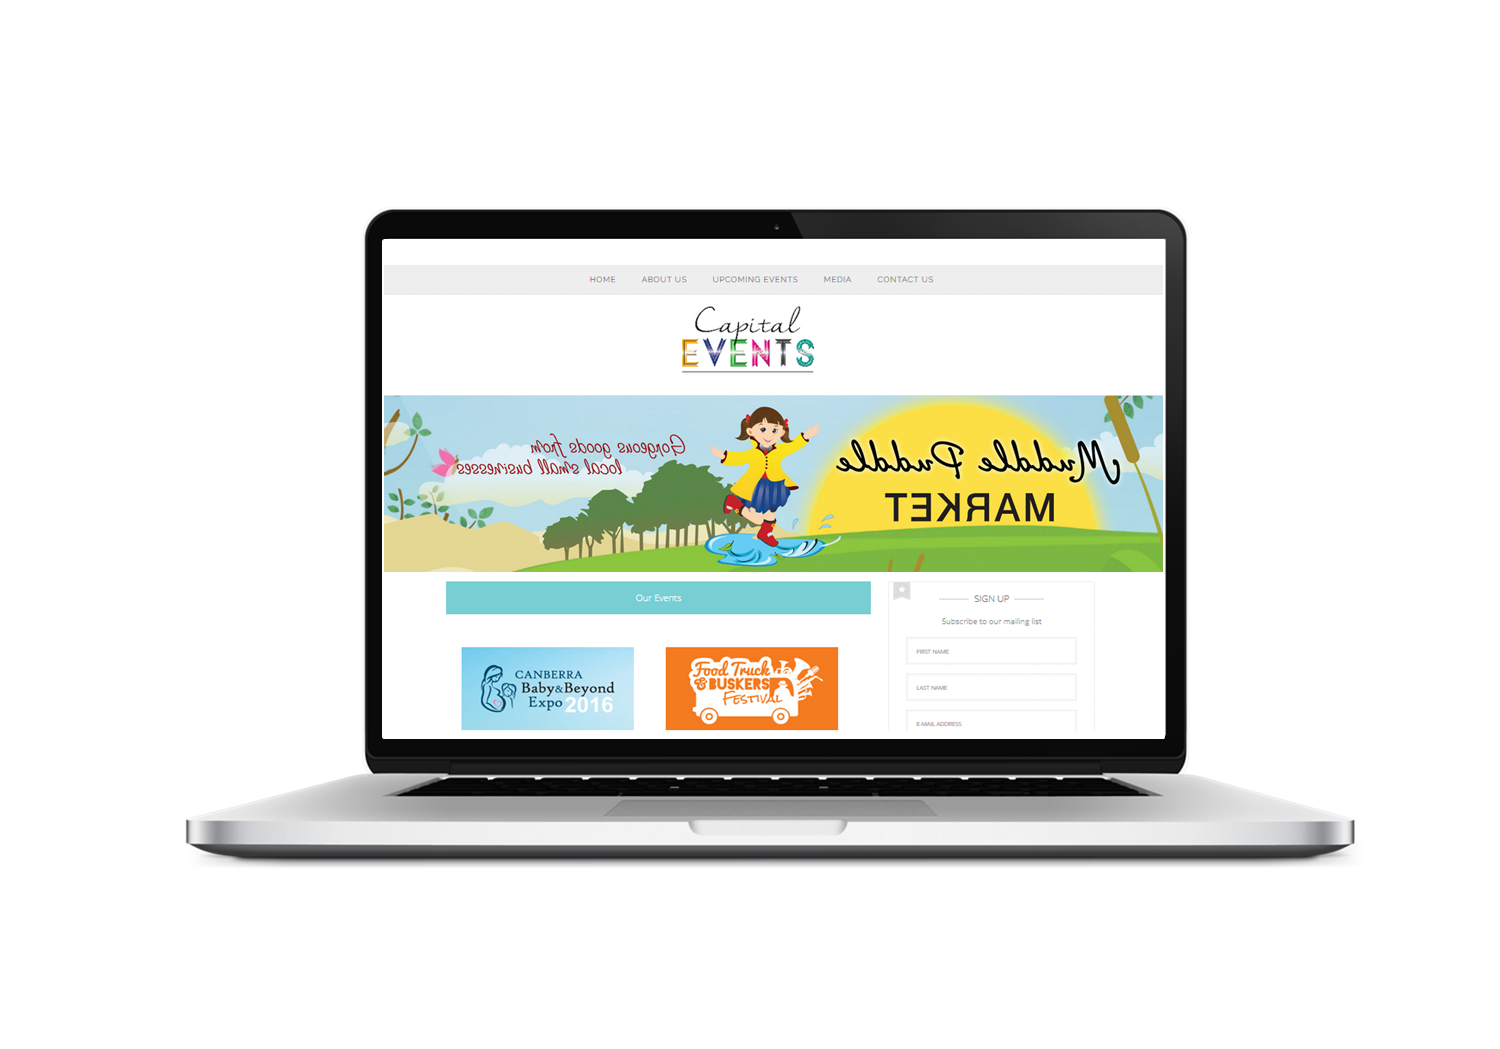 HOME ABOUT US UPCOMING EVENTS MEDIA CONTACT US
Capital
EVENTS
Muddle Puddle
MARKET
Gorgeous goods from
local small businesses
Our Events
CANBERRA
Baby&Beyond
Expo 2016
Food Truck
& BUSKERS
FESTIVAL
SIGN UP
Subscribe to our mailing list
FIRST NAME
LAST NAME
E-MAIL ADDRESS